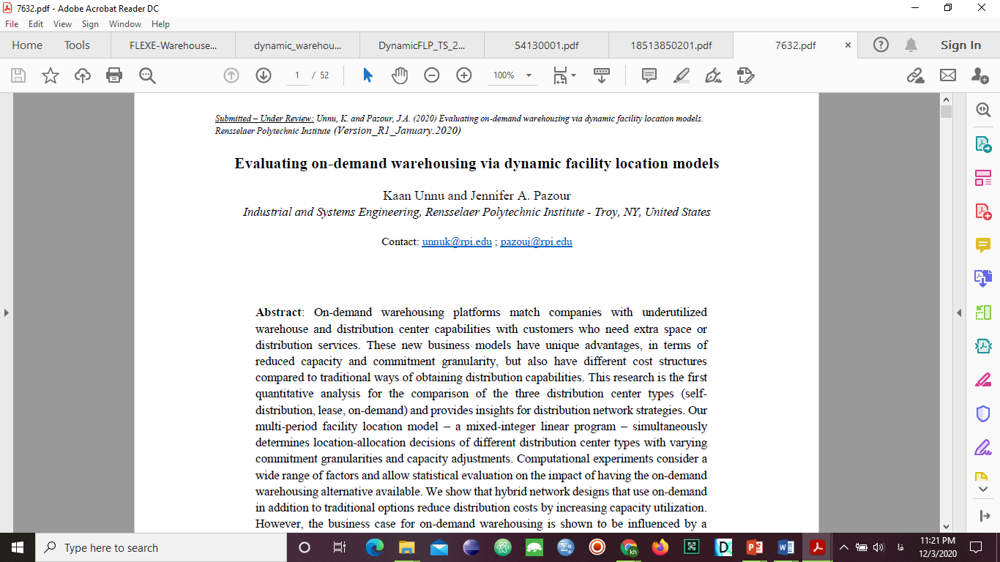 7632.pdf - Adobe Acrobat Reader DC
File Edit View Sign Window Help
Home Tools FLEXE-Warehouse... dynamic_warehou... DynamicFLP_TS_2... 54130001.pdf 18513850201.pdf 7632.pdf × ? Sign In
1 / 52 100%
Submitted – Under Review: Unnu, K. and Pazour, J.A. (2020) Evaluating on-demand warehousing via dynamic facility location models.
Rensselaer Polytechnic Institute (Version_R1_January.2020)
Evaluating on-demand warehousing via dynamic facility location models
Kaan Unnu and Jennifer A. Pazour
Industrial and Systems Engineering, Rensselaer Polytechnic Institute - Troy, NY, United States
Contact: unnuk@rpi.edu ; pazouj@rpi.edu
Abstract: On-demand warehousing platforms match companies with underutilized
warehouse and distribution center capabilities with customers who need extra space or
distribution services. These new business models have unique advantages, in terms of
reduced capacity and commitment granularity, but also have different cost structures
compared to traditional ways of obtaining distribution capabilities. This research is the first
quantitative analysis for the comparison of the three distribution center types (self-
distribution, lease, on-demand) and provides insights for distribution network strategies. Our
multi-period facility location model – a mixed-integer linear program – simultaneously
determines location-allocation decisions of different distribution center types with varying
commitment granularities and capacity adjustments. Computational experiments consider a
wide range of factors and allow statistical evaluation on the impact of having the on-demand
warehousing alternative available. We show that hybrid network designs that use on-demand
in addition to traditional options reduce distribution costs by increasing capacity utilization.
However, the business case for on-demand warehousing is shown to be influenced by a
Type here to search
فا
11:21 PM
12/3/2020